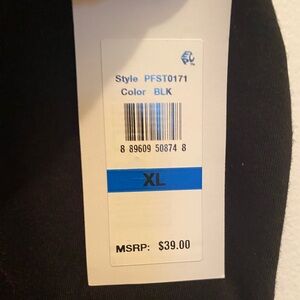 Style PFST0171
Color BLK
8 89609 50874 8
XL
MSRP: $39.00